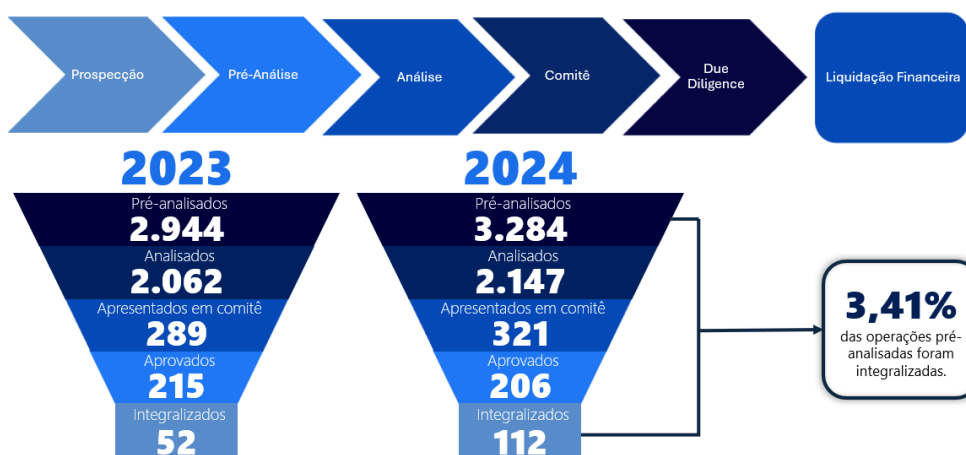 Prospecção
Pré-Análise
Análise
Comitê
Due
Diligence
Liquidação Financeira
2023
Pré-analisados
2.944
Analisados
2.062
Apresentados em comitê
289
Aprovados
215
Integralizados
52
2024
Pré-analisados
3.284
Analisados
2.147
Apresentados em comitê
321
Aprovados
206
Integralizados
112
3,41%
das operações pré-
analisadas foram
integralizadas.